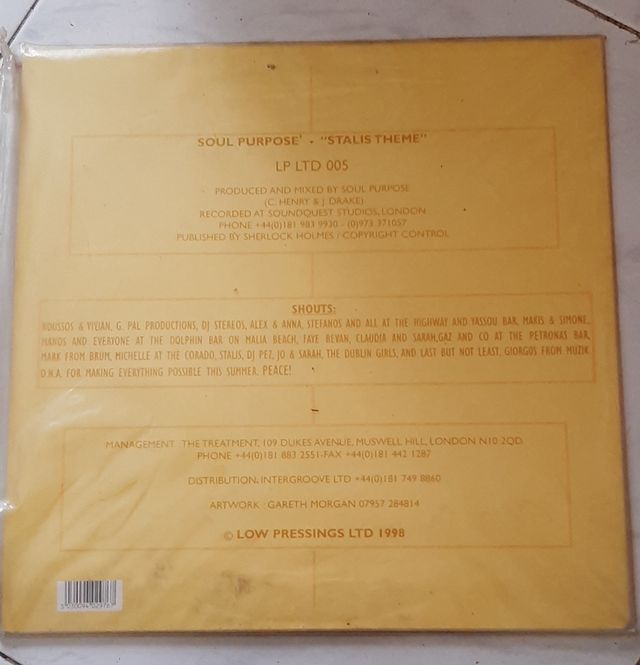 SOUL PURPOSE' - "STALIS THEME"
LP LTD 005
PRODUCED AND MIXED BY SOUL PURPOSE
(C. HENRY & J. DRAKE)
RECORDED AT SOUNDQUEST STUDIOS, LONDON
PHONE +44(0)181 983 9930 - (0)973 371057
PUBLISHED BY SHERLOCK HOLMES / COPYRIGHT CONTROL
SHOUTS:
ROUSSOS & VIVIAN, G. PAL PRODUCTIONS, DJ STEREOS, ALEX & ANNA, STEFANOS AND ALL AT THE HIGHWAY AND YASSOU BAR, MAKIS & SIMONE,
MANOS AND EVERYONE AT THE DOLPHIN BAR ON MALIA BEACH, FAYE BEVAN, CLAUDIA AND SARAH,GAZ AND CO AT THE PETRONAS BAR,
MARK FROM BRUM, MICHELLE AT THE CORADO, STALIS, DJ PEZ, JO & SARAH, THE DUBLIN GIRLS, AND LAST BUT NOT LEAST, GIORGOS FROM MUZIK
D.N.A. FOR MAKING EVERYTHING POSSIBLE THIS SUMMER. PEACE!
MANAGEMENT : THE TREATMENT, 109 DUKES AVENUE, MUSWELL HILL, LONDON N10 2QD.
PHONE +44(0)181 883 2551-FAX +44(0)181 442 1287
DISTRIBUTION. INTERGROOVE LTD +44(0)181 749 8860
ARTWORK : GARETH MORGAN 07957 284814
© LOW PRESSINGS LTD 1998